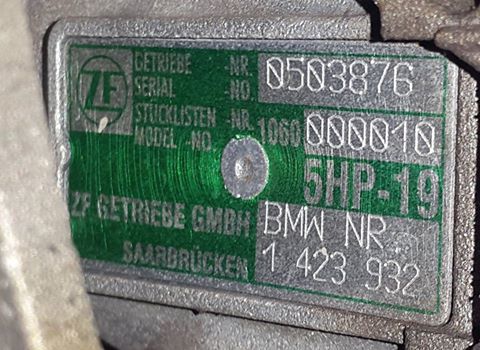 ZF
GETRIEBE NR. 0503876
SERIAL NO.
STÜCKLISTEN - NR. 1060 000010
MODEL - NO.
5HP-19
ZF GETRIEBE GMBH BMW NR.
SAARBRÜCKEN 1 423 932